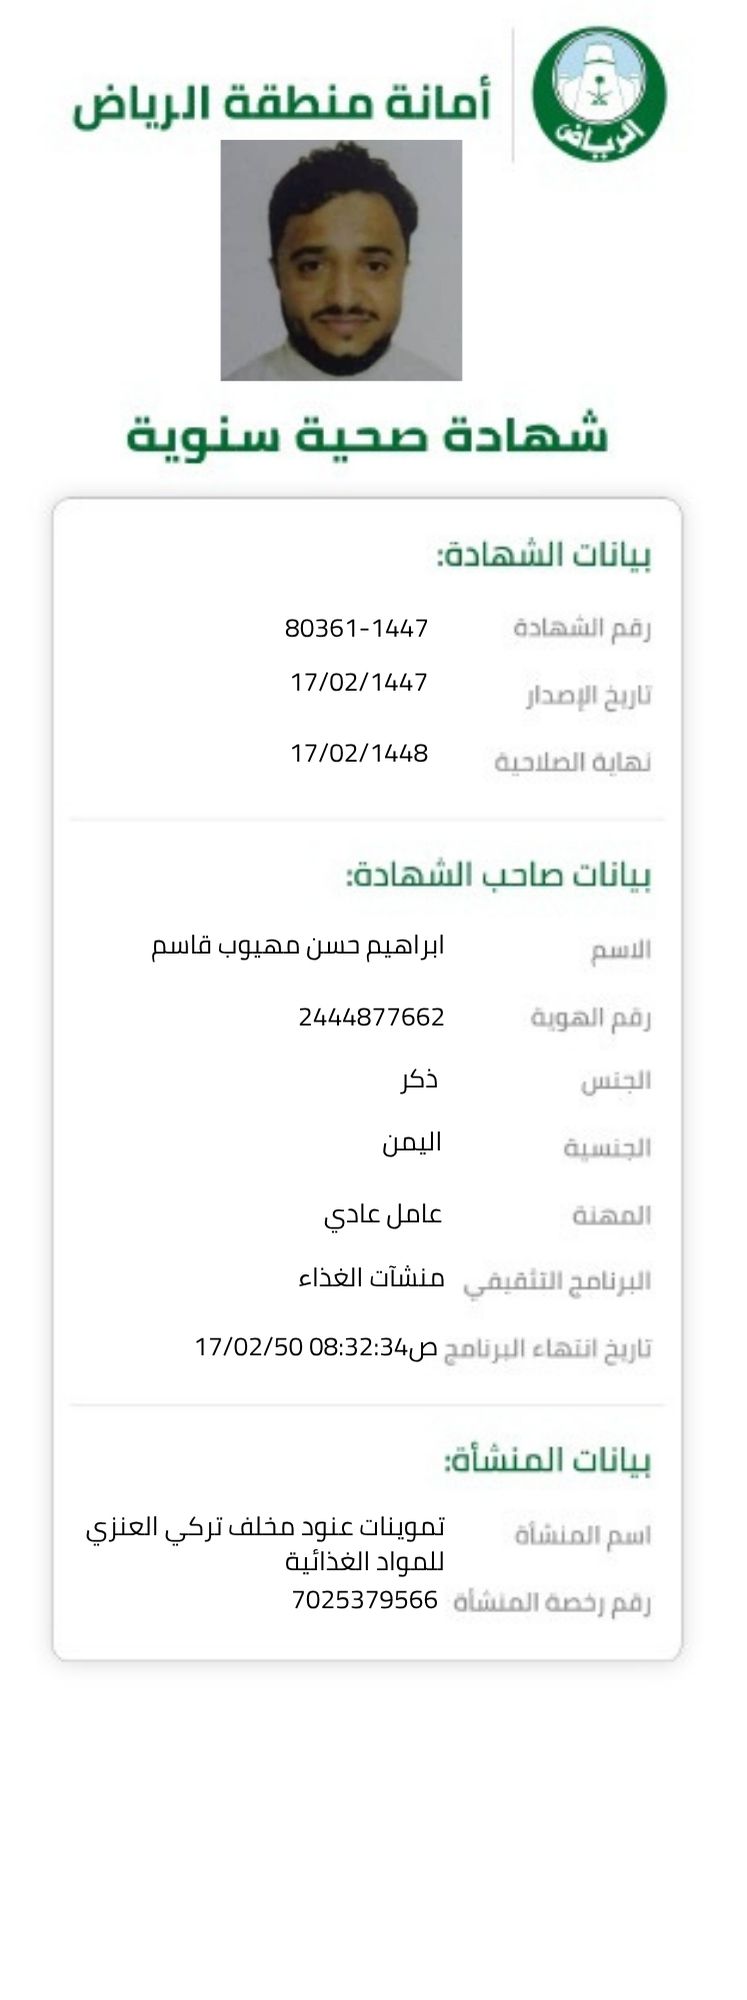 أمانة منطقة الرياض
الرياض
شهادة صحية سنوية
بيانات الشهادة:
رقم الشهادة 80361-1447
تاريخ الإصدار 17/02/1447
نهاية الصلاحية 17/02/1448
بيانات صاحب الشهادة:
الاسم ابراهيم حسن مهيوب قاسم
رقم الهوية 2444877662
الجنس ذكر
الجنسية اليمن
المهنة عامل عادي
البرنامج التثقيفي منشآت الغذاء
تاريخ انتهاء البرنامج ص08:32:34 17/02/50
بيانات المنشأة:
اسم المنشأة تموينات عنود مخلف تركي العنزي
للمواد الغذائية
رقم رخصة المنشأة 7025379566